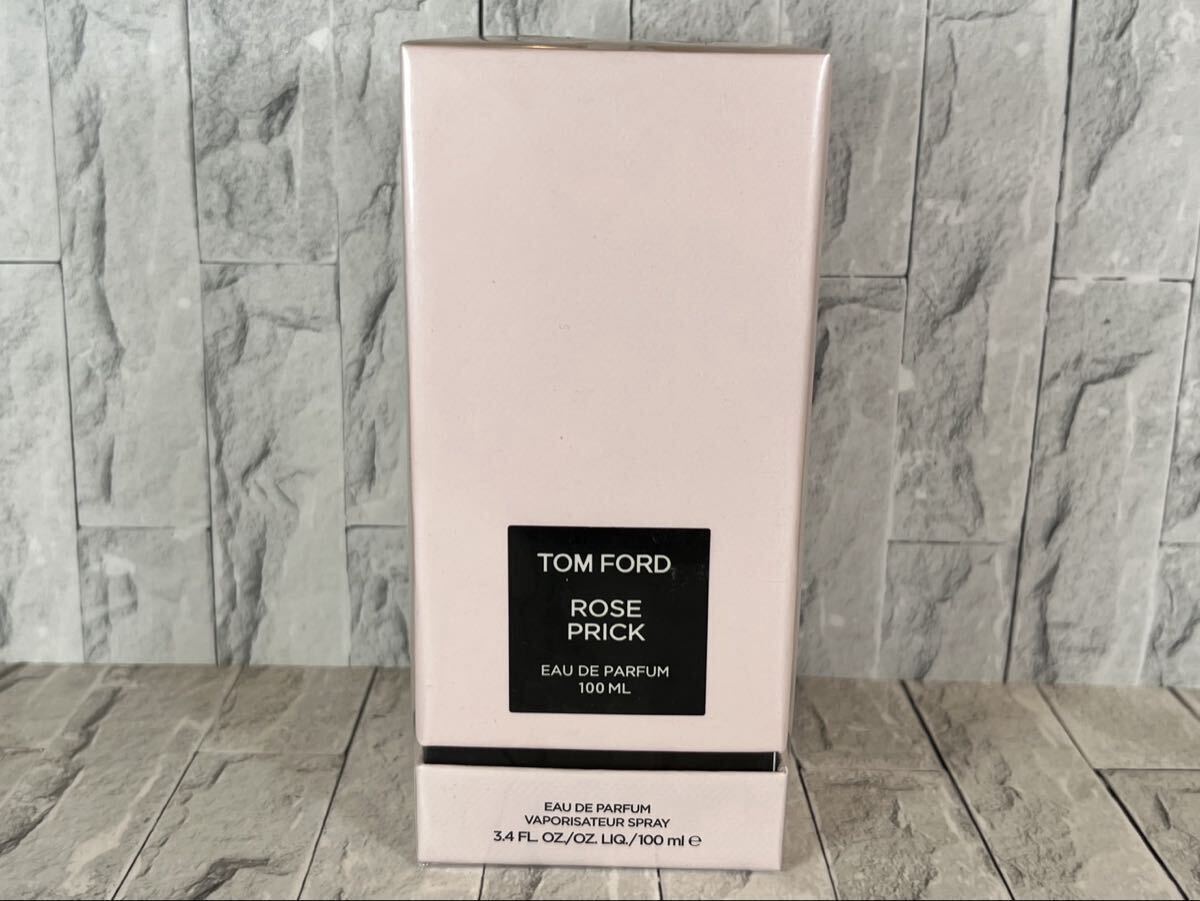 TOM FORD
ROSE
PRICK
EAU DE PARFUM
100 ML
EAU DE PARFUM
VAPORISATEUR SPRAY
3.4 FL. OZ./OZ. LIQ./100 ml ℮